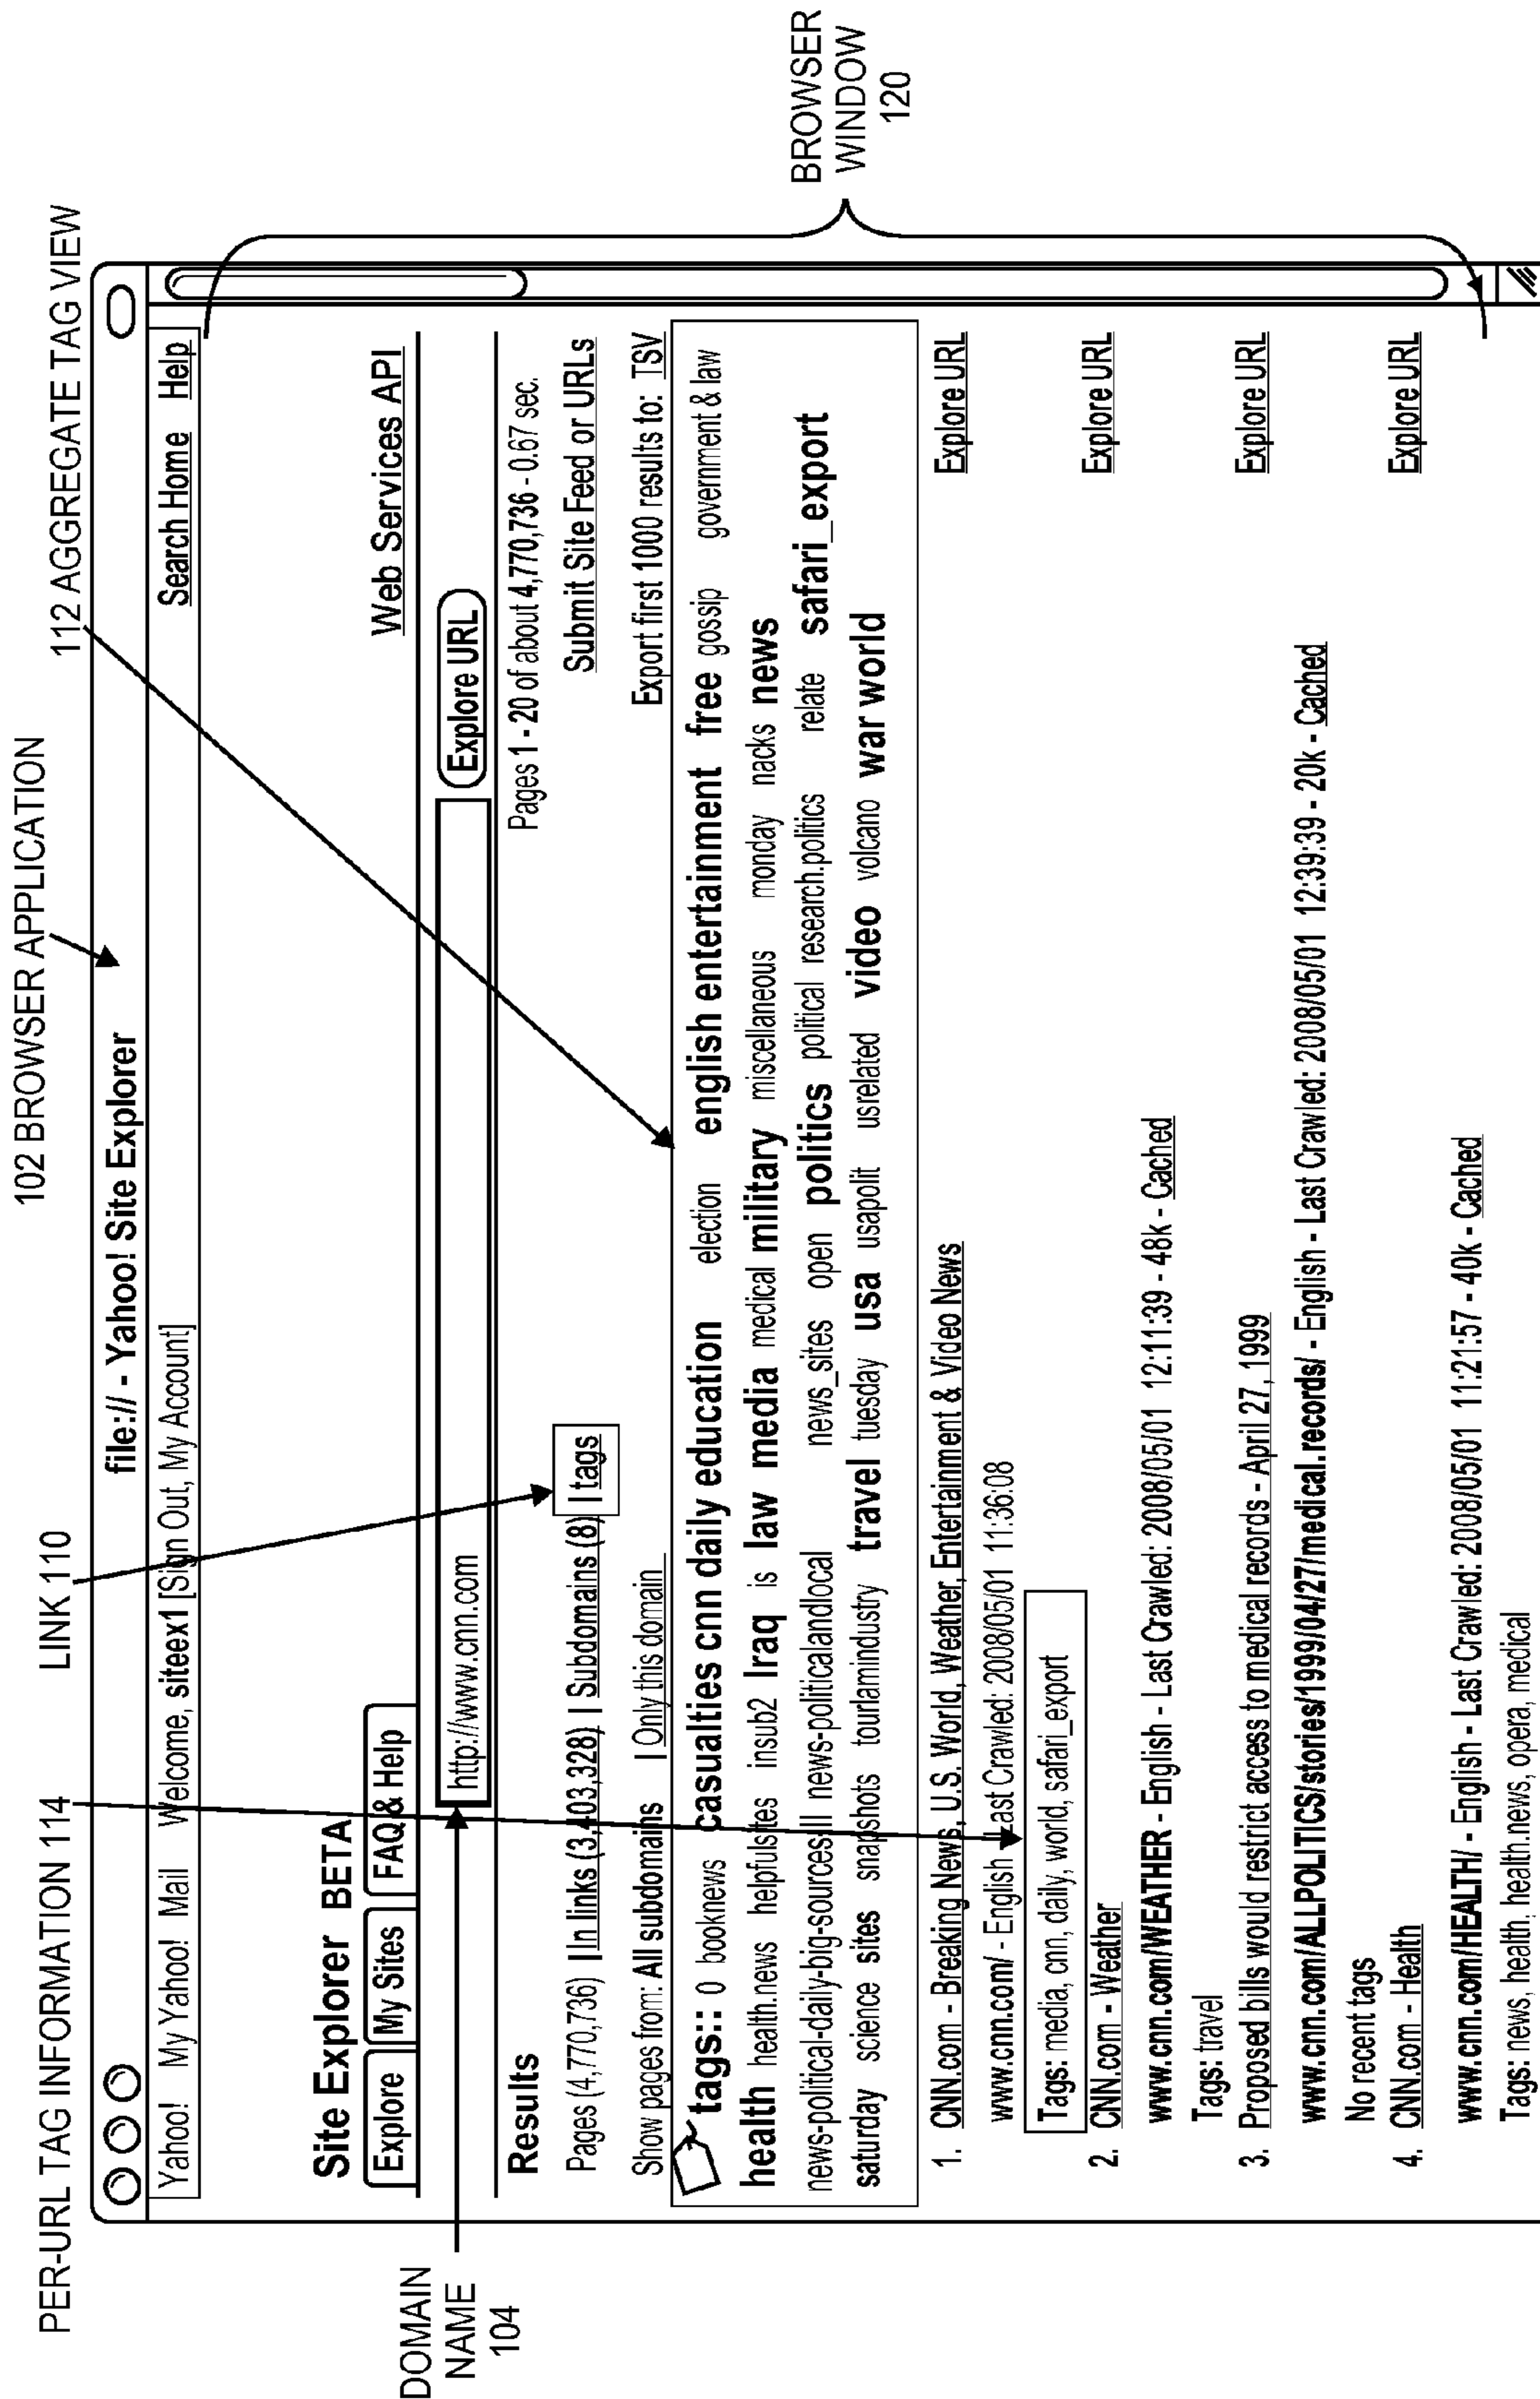 PER-URL TAG INFORMATION 114
LINK 110
102 BROWSER APPLICATION
112 AGGREGATE TAG VIEW
file:// - Yahoo! Site Explorer
Yahoo! My Yahoo! Mail Welcome, siteex1 [Sign Out, My Account] Search Home Help
Site Explorer BETA
Explore My Sites FAQ & Help Web Services API
DOMAIN
NAME
104
http://www.cnn.com Explore URL
Results Pages 1 - 20 of about 4,770,736 - 0.67 sec.
Pages (4,770,736) | In links (3,403,328) | Subdomains (8) | tags Submit Site Feed or URLs
Show pages from: All subdomains | Only this domain Export first 1000 results to: TSV
tags:: 0 booknews casualties cnn daily education election english entertainment free gossip government & law
health health.news helpfulsites insub2 Iraq is law media medical military miscellaneous monday nacks news
news-political-daily-big-sourcesIII news-politicalandlocal news_sites open politics political research.politics relate safari_export
saturday science sites snapshots tourlamindustry travel tuesday usa usapolit usrelated video volcano war world
1. CNN.com - Breaking News, U.S. World, Weather, Entertainment & Video News Explore URL
www.cnn.com/ - English Last Crawled: 2008/05/01 11:36:08
Tags: media, cnn, daily, world, safari_export
2. CNN.com - Weather Explore URL
www.cnn.com/WEATHER - English - Last Crawled: 2008/05/01 12:11:39 - 48k - Cached
Tags: travel
3. Proposed bills would restrict access to medical records - April 27, 1999 Explore URL
www.cnn.com/ALLPOLITICS/stories/1999/04/27/medical.records/ - English - Last Crawled: 2008/05/01 12:39:39 - 20k - Cached
No recent tags
4. CNN.com - Health Explore URL
www.cnn.com/HEALTH/ - English - Last Crawled: 2008/05/01 11:21:57 - 40k - Cached
Tags: news, health, health.news, opera, medical
BROWSER
WINDOW
120